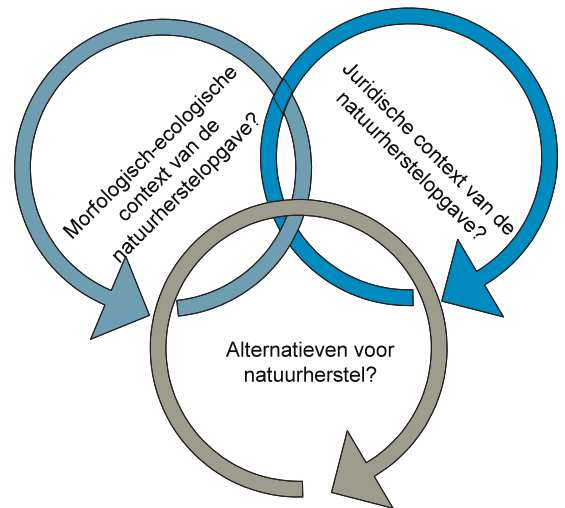 Morfologisch-ecologische
context van de
natuurherstelopgave?
Juridische context van de
natuurherstelopgave?
Alternatieven voor
natuurherstel?